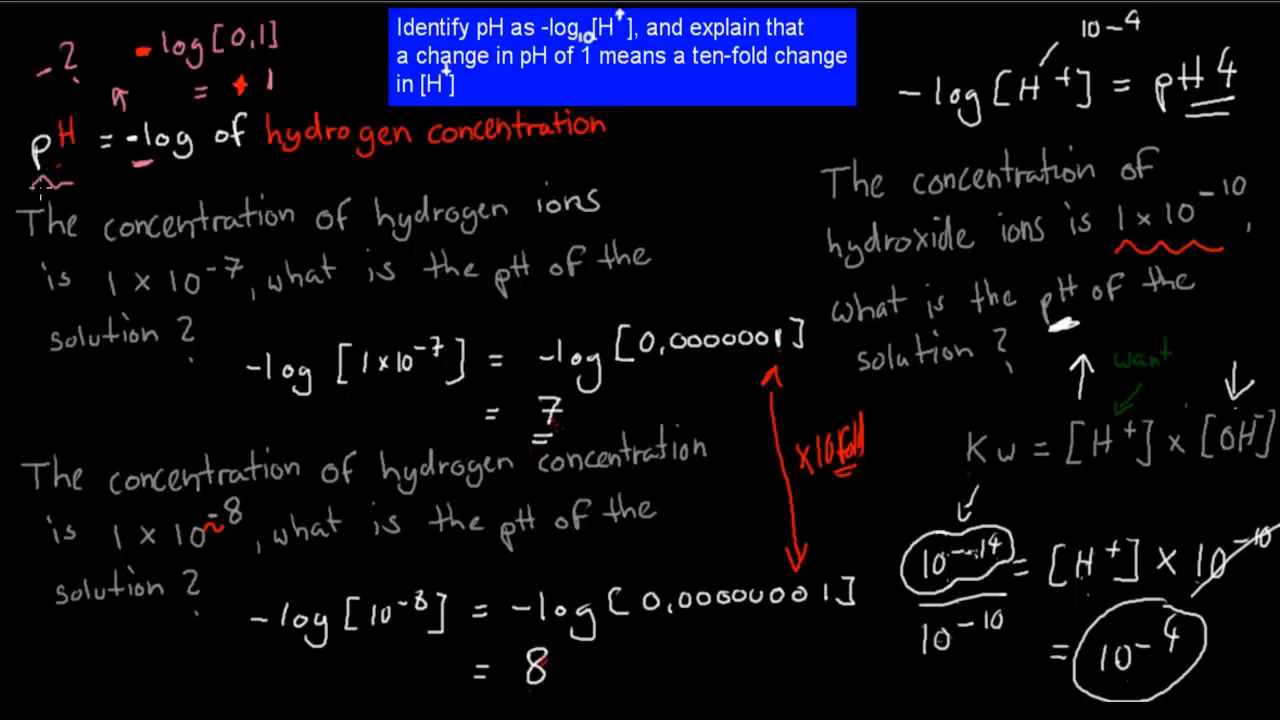 Identify pH as -log10[H+], and explain that
a change in pH of 1 means a ten-fold change
in [H+]
-?
-log[0,1]
= +1
pH = -log of hydrogen concentration
The concentration of hydrogen ions
is 1 x 10^-7, what is the pH of the
solution?
-log [1x10^-7] = -log [0,0000001]
= 7
x10 fold
The concentration of hydrogen concentration
is 1 x 10^-8, what is the pH of the
solution?
-log [10^-8] = -log [0,00000001]
= 8
10^-4
-log [H+] = pH 4
The concentration of
hydroxide ions is 1 x 10^-10,
what is the pH of the
solution?
want
Kw = [H+] x [OH-]
10^-14 = [H+] x 10^-10
10^-10
= 10^-4